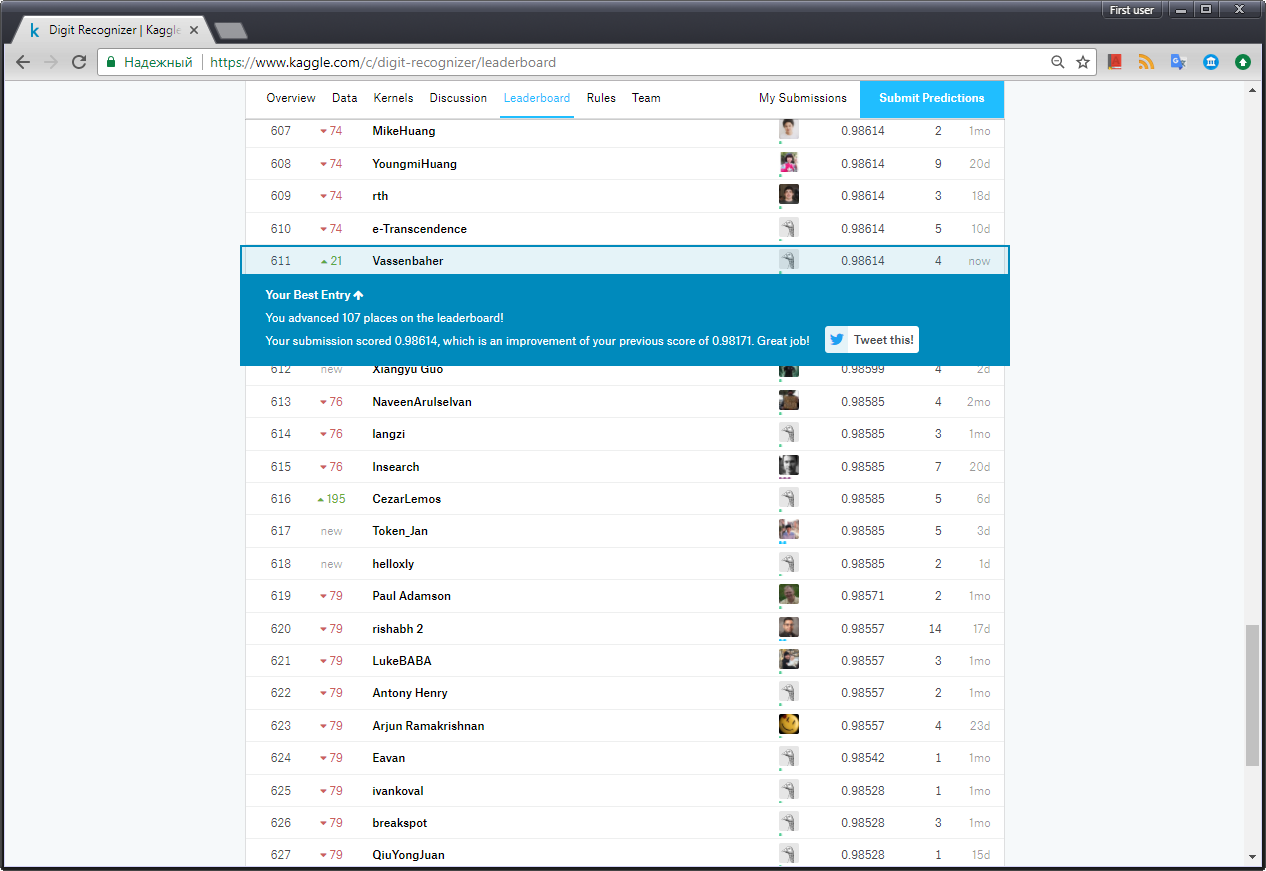 First user
Digit Recognizer | Kaggle
Надежный https://www.kaggle.com/c/digit-recognizer/leaderboard
Overview Data Kernels Discussion Leaderboard Rules Team My Submissions Submit Predictions
607 74 MikeHuang 0.98614 2 1mo
608 74 YoungmiHuang 0.98614 9 20d
609 74 rth 0.98614 3 18d
610 74 e-Transcendence 0.98614 5 10d
611 21 Vassenbaher 0.98614 4 now
Your Best Entry
You advanced 107 places on the leaderboard!
Your submission scored 0.98614, which is an improvement of your previous score of 0.98171. Great job! Tweet this!
612 new Xiangyu Guo 0.98599 4 2d
613 76 NaveenArulselvan 0.98585 4 2mo
614 76 langzi 0.98585 3 1mo
615 76 Insearch 0.98585 7 20d
616 195 CezarLemos 0.98585 5 6d
617 new Token_Jan 0.98585 5 3d
618 new helloxly 0.98585 2 1d
619 79 Paul Adamson 0.98571 2 1mo
620 79 rishabh 2 0.98557 14 17d
621 79 LukeBABA 0.98557 3 1mo
622 79 Antony Henry 0.98557 2 1mo
623 79 Arjun Ramakrishnan 0.98557 4 23d
624 79 Eavan 0.98542 1 1mo
625 79 ivankoval 0.98528 1 1mo
626 79 breakspot 0.98528 3 1mo
627 79 QiuYongJuan 0.98528 1 15d